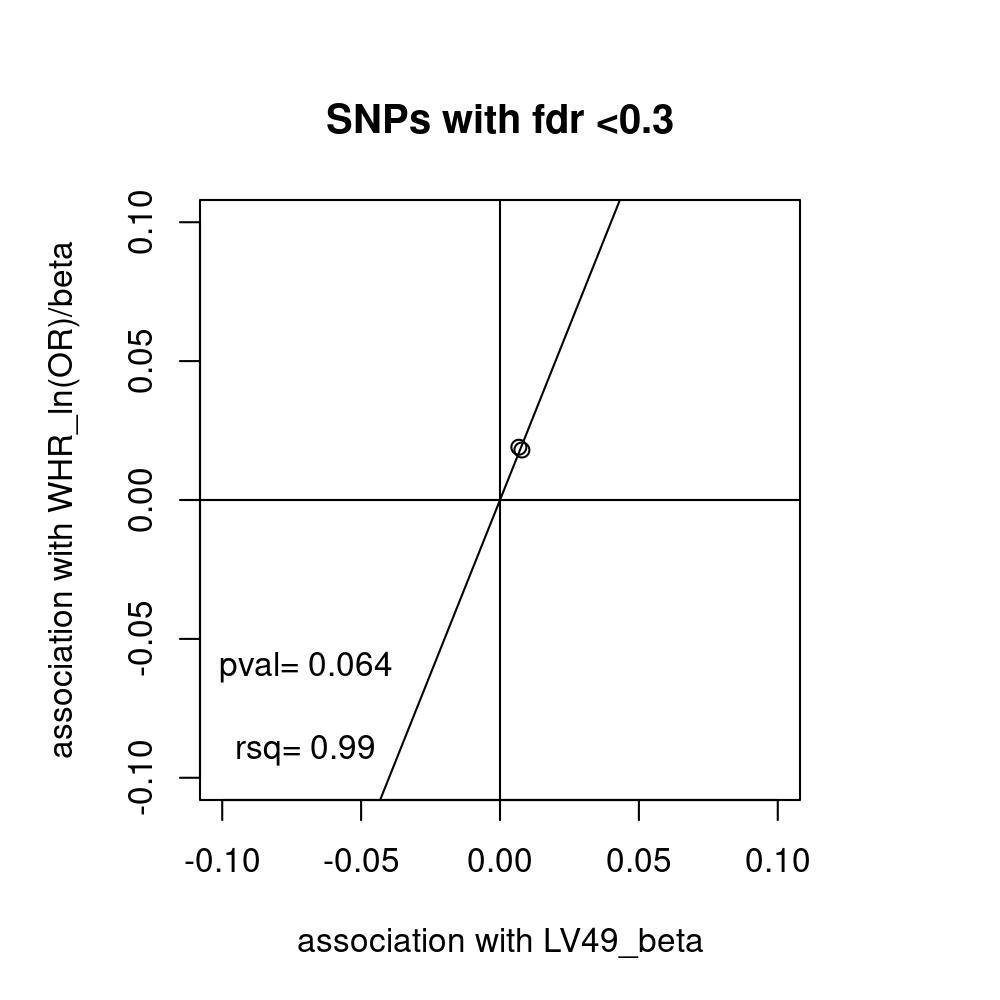 SNPs with fdr <0.3
association with WHR_ln(OR)/beta
0.10
0.05
0.00
-0.05
-0.10
pval= 0.064
rsq= 0.99
-0.10 -0.05 0.00 0.05 0.10
association with LV49_beta